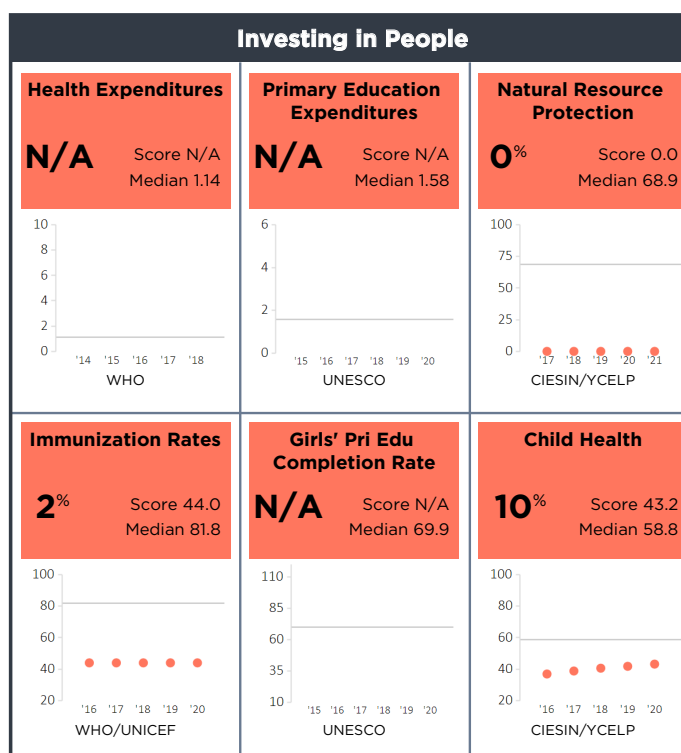 Investing in People
Health Expenditures
N/A
Score N/A
Median 1.14
10
8
6
4
2
0
'14 '15 '16 '17 '18
WHO
Primary Education
Expenditures
N/A
Score N/A
Median 1.58
6
4
2
0
'15 '16 '17 '18 '19 '20
UNESCO
Natural Resource
Protection
0%
Score 0.0
Median 68.9
100
75
50
25
0
'17 '18 '19 '20 '21
CIESIN/YCELP
Immunization Rates
2%
Score 44.0
Median 81.8
100
80
60
40
20
'16 '17 '18 '19 '20
WHO/UNICEF
Girls' Pri Edu
Completion Rate
N/A
Score N/A
Median 69.9
110
85
60
35
10
'15 '16 '17 '18 '19 '20
UNESCO
Child Health
10%
Score 43.2
Median 58.8
100
80
60
40
20
'16 '17 '18 '19 '20
CIESIN/YCELP